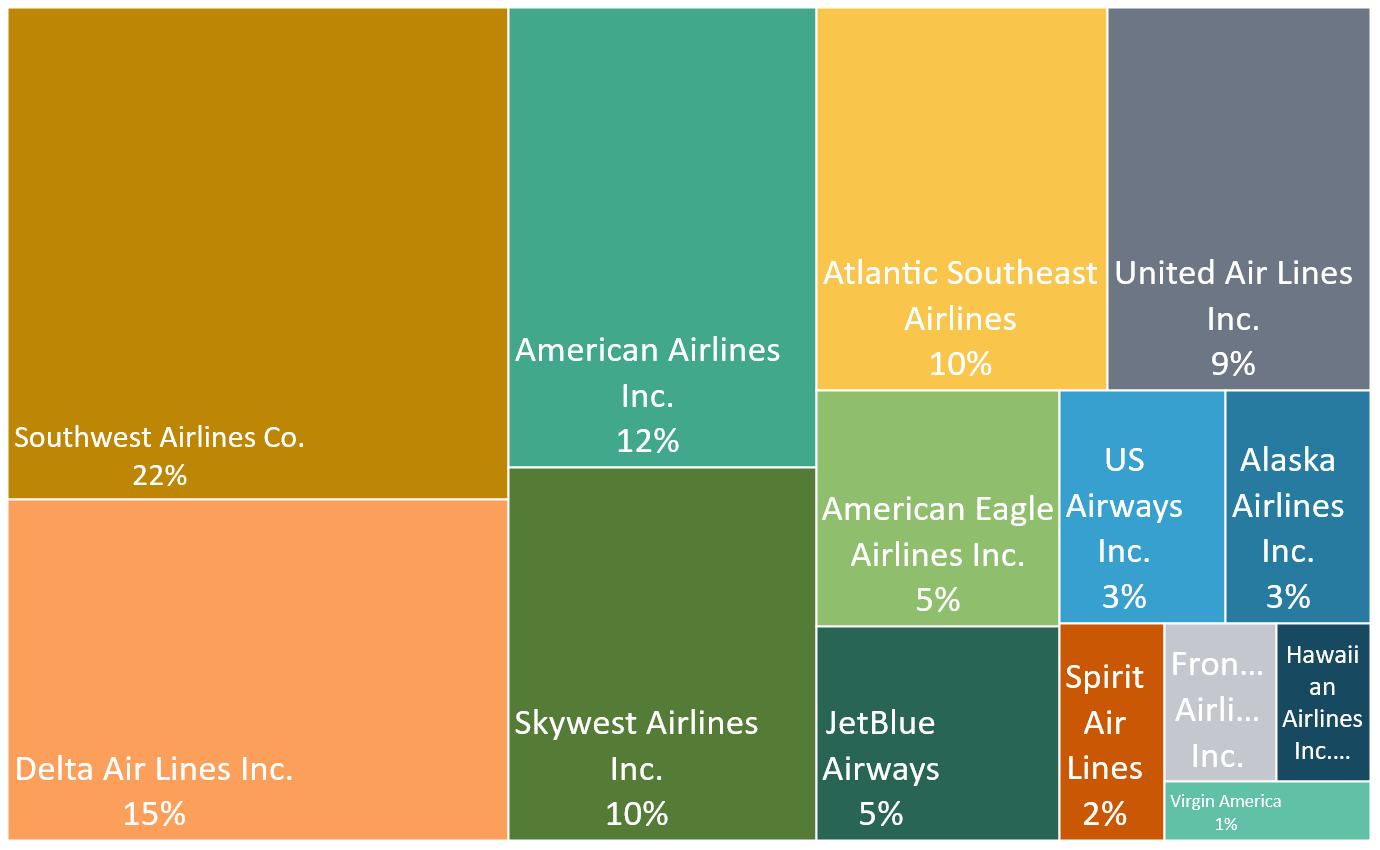 Southwest Airlines Co.
22%
Delta Air Lines Inc.
15%
American Airlines
Inc.
12%
Skywest Airlines
Inc.
10%
Atlantic Southeast
Airlines
10%
United Air Lines
Inc.
9%
American Eagle
Airlines Inc.
5%
JetBlue
Airways
5%
US
Airways
Inc.
3%
Alaska
Airlines
Inc.
3%
Spirit
Air
Lines
2%
Fron...
Airli...
Inc.
Hawaii
an
Airlines
Inc....
Virgin America
1%